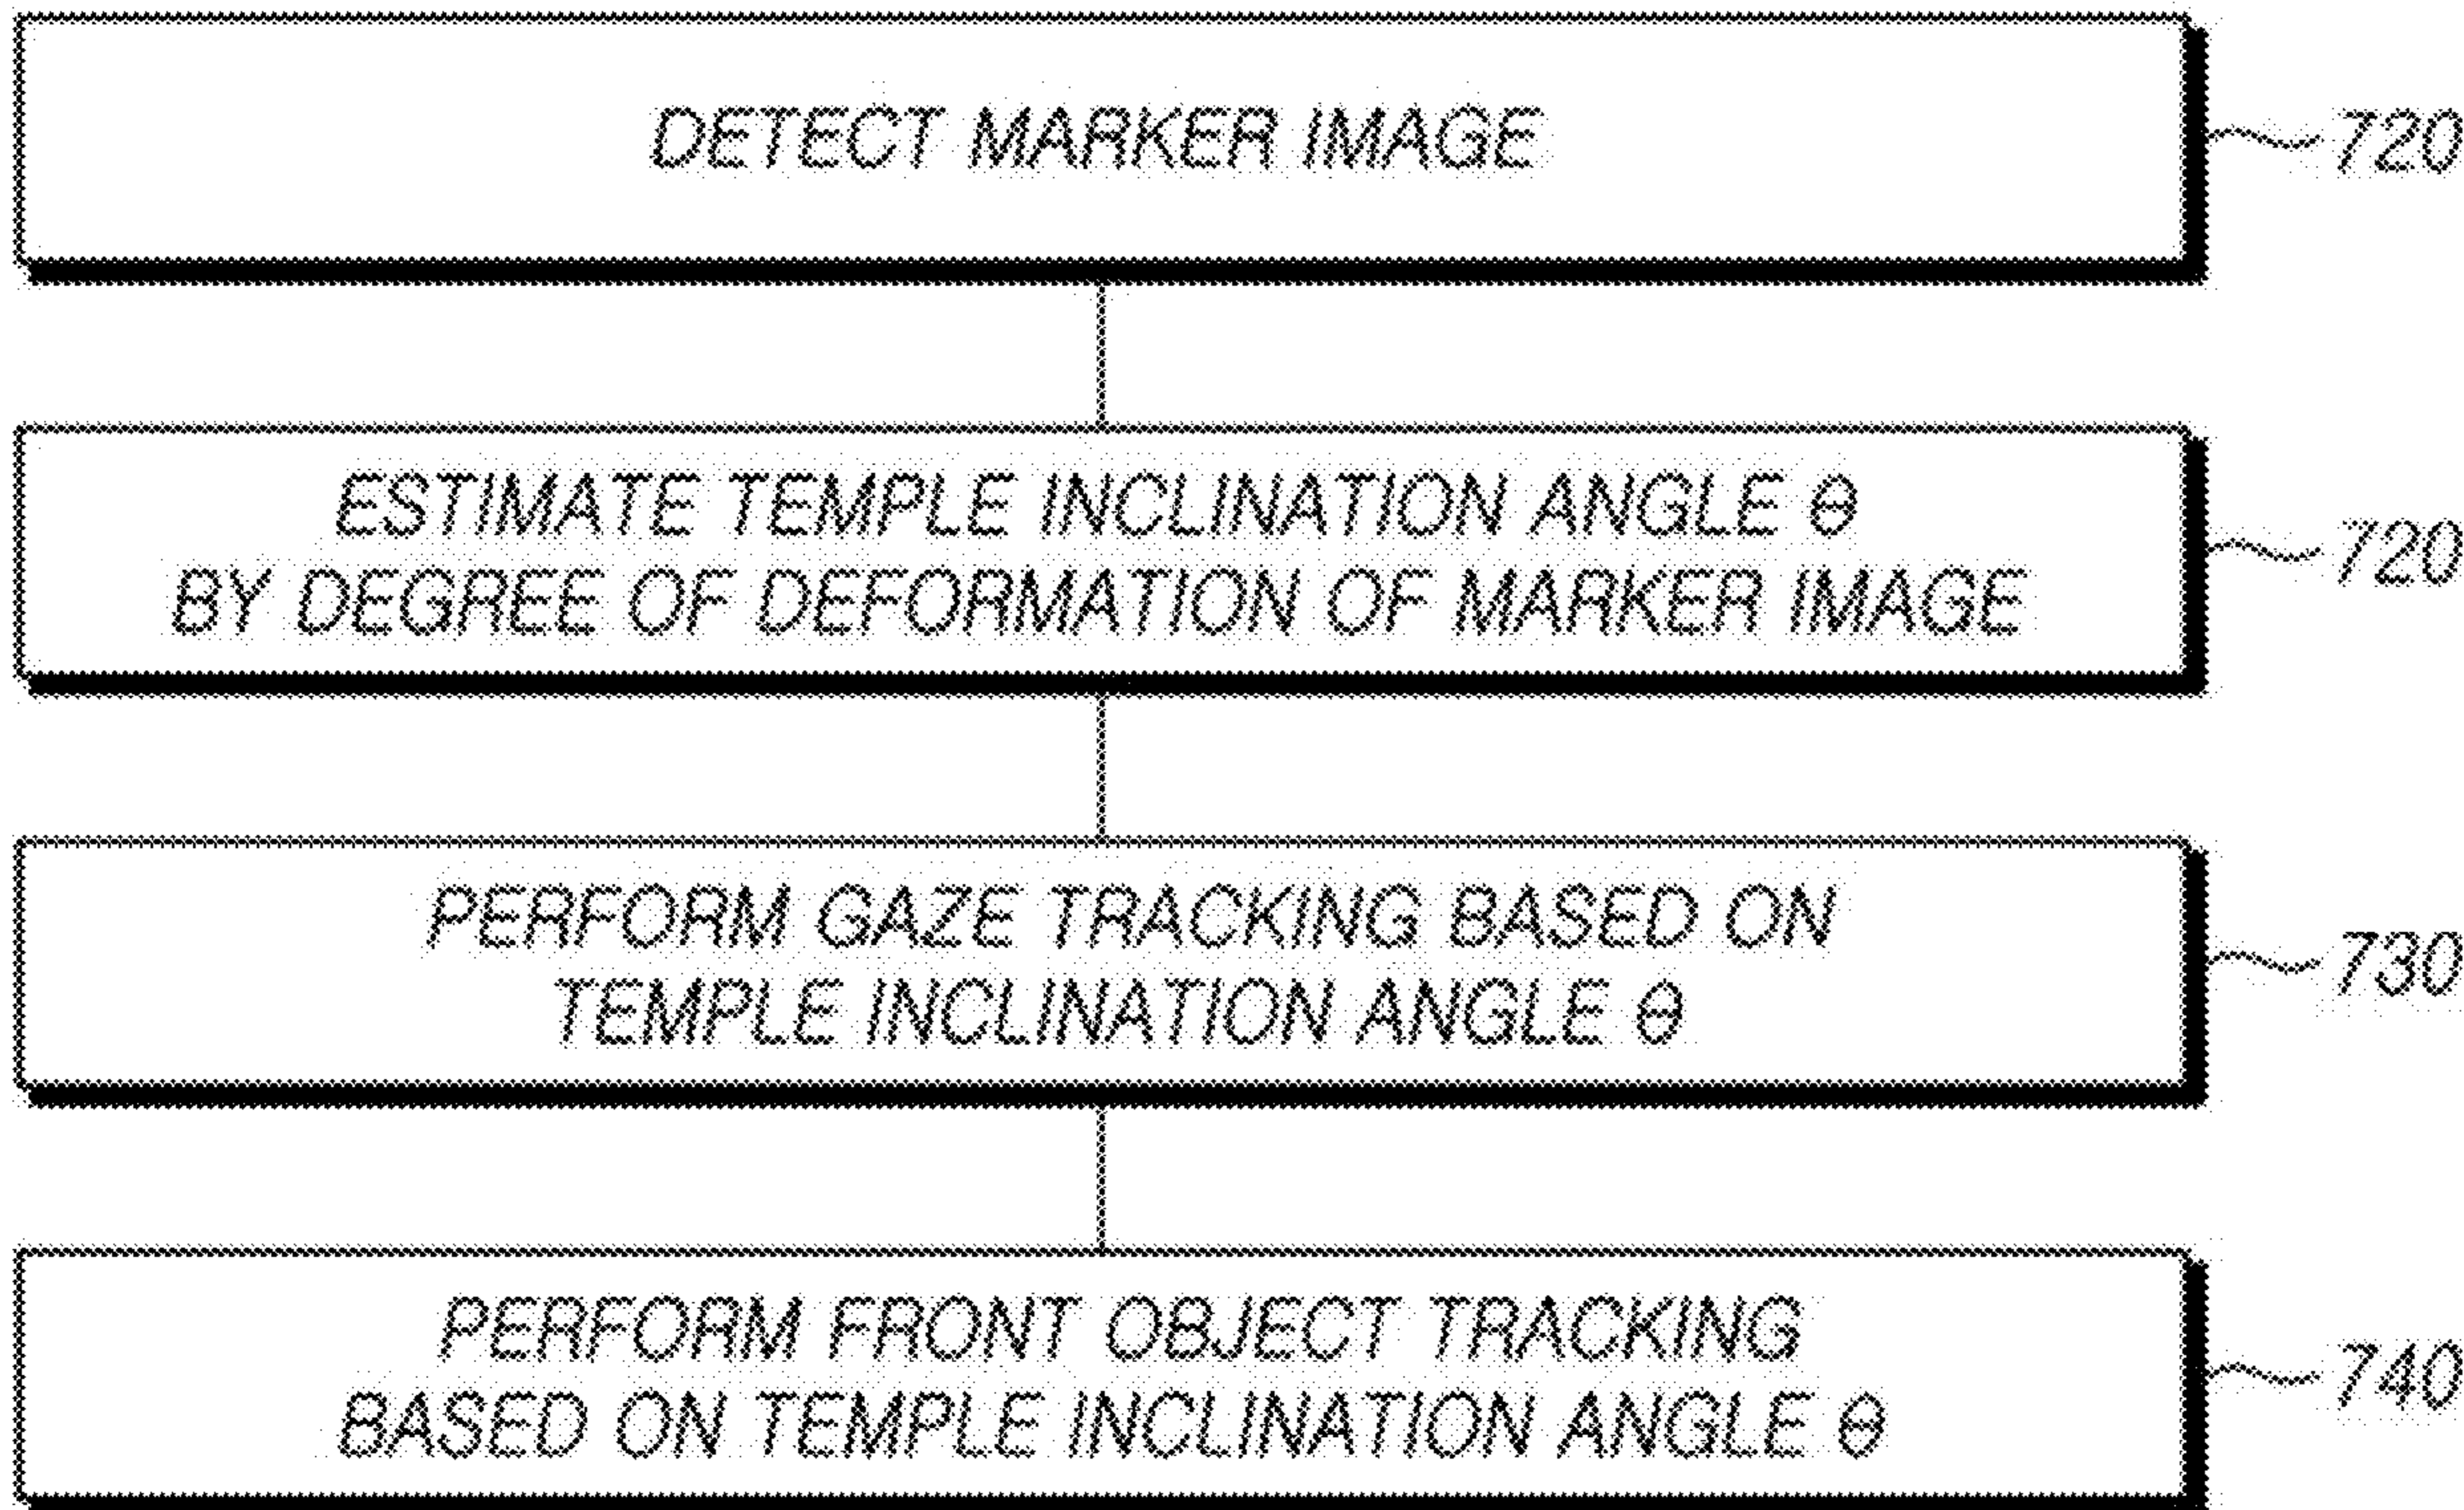 DETECT MARKER IMAGE
720
ESTIMATE TEMPLE INCLINATION ANGLE θ
BY DEGREE OF DEFORMATION OF MARKER IMAGE
720
PERFORM GAZE TRACKING BASED ON
TEMPLE INCLINATION ANGLE θ
730
PERFORM FRONT OBJECT TRACKING
BASED ON TEMPLE INCLINATION ANGLE θ
740